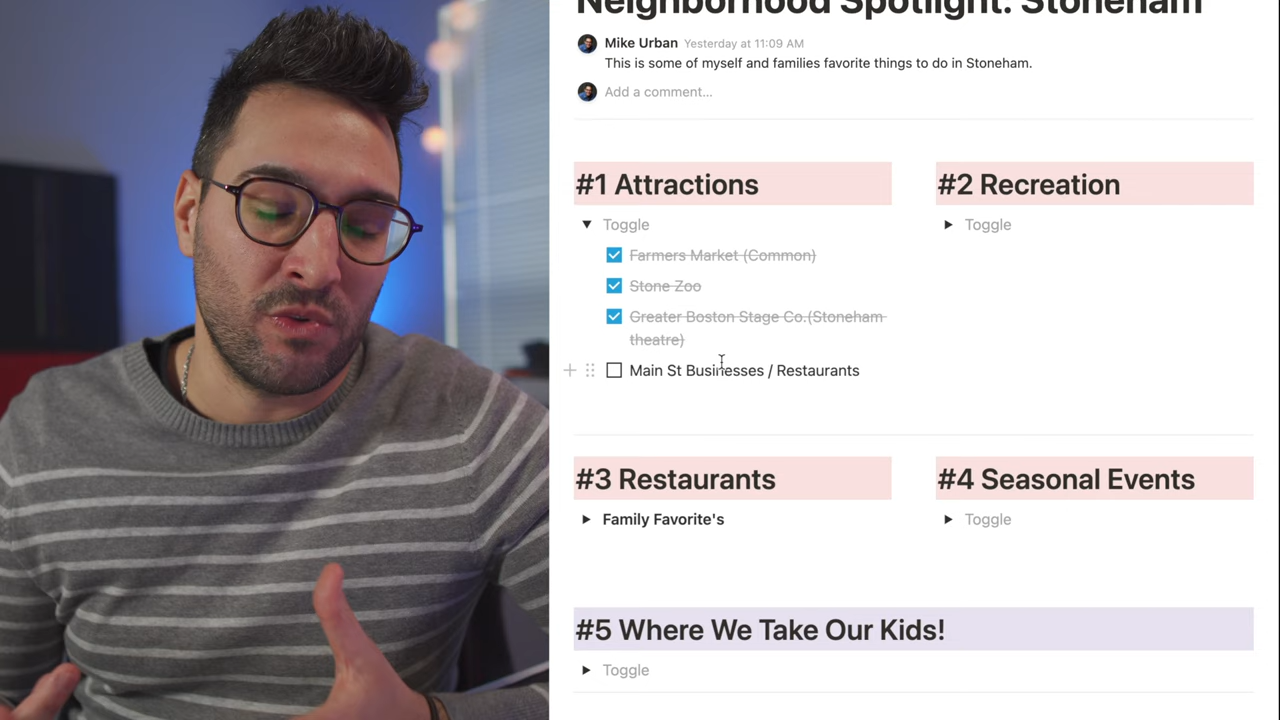 Neighborhood Spotlight: Stoneham
Mike Urban Yesterday at 11:09 AM
This is some of myself and families favorite things to do in Stoneham.
Add a comment...
#1 Attractions
Toggle
Farmers Market (Common)
Stone Zoo
Greater Boston Stage Co.(Stoneham
theatre)
Main St Businesses / Restaurants
#2 Recreation
Toggle
#3 Restaurants
Family Favorite's
#4 Seasonal Events
Toggle
#5 Where We Take Our Kids!
Toggle